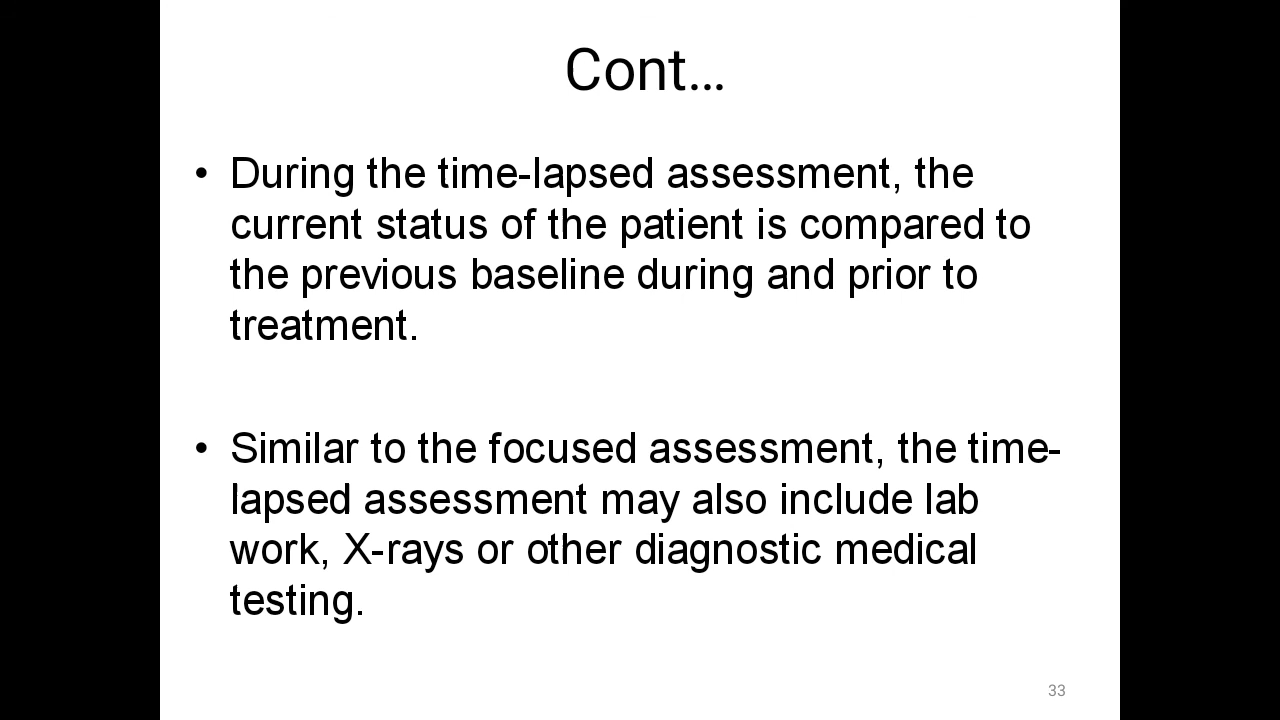 Cont…
• During the time-lapsed assessment, the
current status of the patient is compared to
the previous baseline during and prior to
treatment.
• Similar to the focused assessment, the time-
lapsed assessment may also include lab
work, X-rays or other diagnostic medical
testing.
33